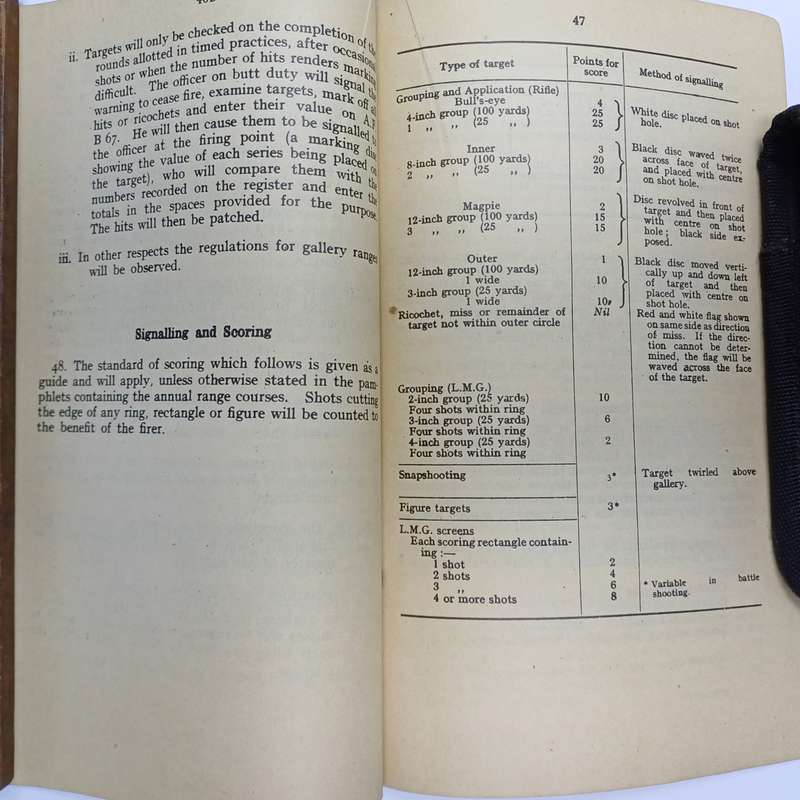 ii. Targets will only be checked on the completion of the
rounds allotted in timed practices, after occasional
shots or when the number of hits renders marking
difficult. The officer on butt duty will signal the
warning to cease fire, examine targets, mark off all
hits or ricochets and enter their value on A.
B 67. He will then cause them to be signalled to
the officer at the firing point (a marking disc
showing the value of each series being placed on
the target), who will compare them with the
numbers recorded on the register and enter the
totals in the spaces provided for the purpose.
The hits will then be patched.
iii. In other respects the regulations for gallery ranges
will be observed.
Signalling and Scoring
48. The standard of scoring which follows is given as a
guide and will apply, unless otherwise stated in the pam-
phlets containing the annual range courses. Shots cutting
the edge of any ring, rectangle or figure will be counted to
the benefit of the firer.
47
Type of target Points for score Method of signalling
Grouping and Application (Rifle)
Bull's-eye 4
4-inch group (100 yards) 25 White disc placed on shot
1 ,, ,, (25 ,, ) 25 hole.
Inner 3 Black disc waved twice
8-inch group (100 yards) 20 across face of target,
2 ,, ,, (25 ,, ) 20 and placed with centre
on shot hole.
Magpie 2 Disc revolved in front of
12-inch group (100 yards) 15 target and then placed
3 ,, ,, (25 ,, ) 15 with centre on shot
hole; black side ex-
posed.
Outer 1 Black disc moved verti-
12-inch group (100 yards) cally up and down left
1 wide 10 of target and then
3-inch group (25 yards) placed with centre on
1 wide 10 shot hole.
Ricochet, miss or remainder of Nil Red and white flag shown
target not within outer circle on same side as direction
of miss. If the direc-
tion cannot be deter-
mined, the flag will be
waved across the face
of the target.
Grouping (L.M.G.)
2-inch group (25 yards) 10
Four shots within ring
3-inch group (25 yards) 6
Four shots within ring
4-inch group (25 yards) 2
Four shots within ring
Snapshooting 3* Target twirled above
gallery.
Figure targets 3*
L.M.G. screens
Each scoring rectangle contain-
ing :—
1 shot 2
2 shots 4
3 ,, 6 * Variable in battle
4 or more shots 8 shooting.